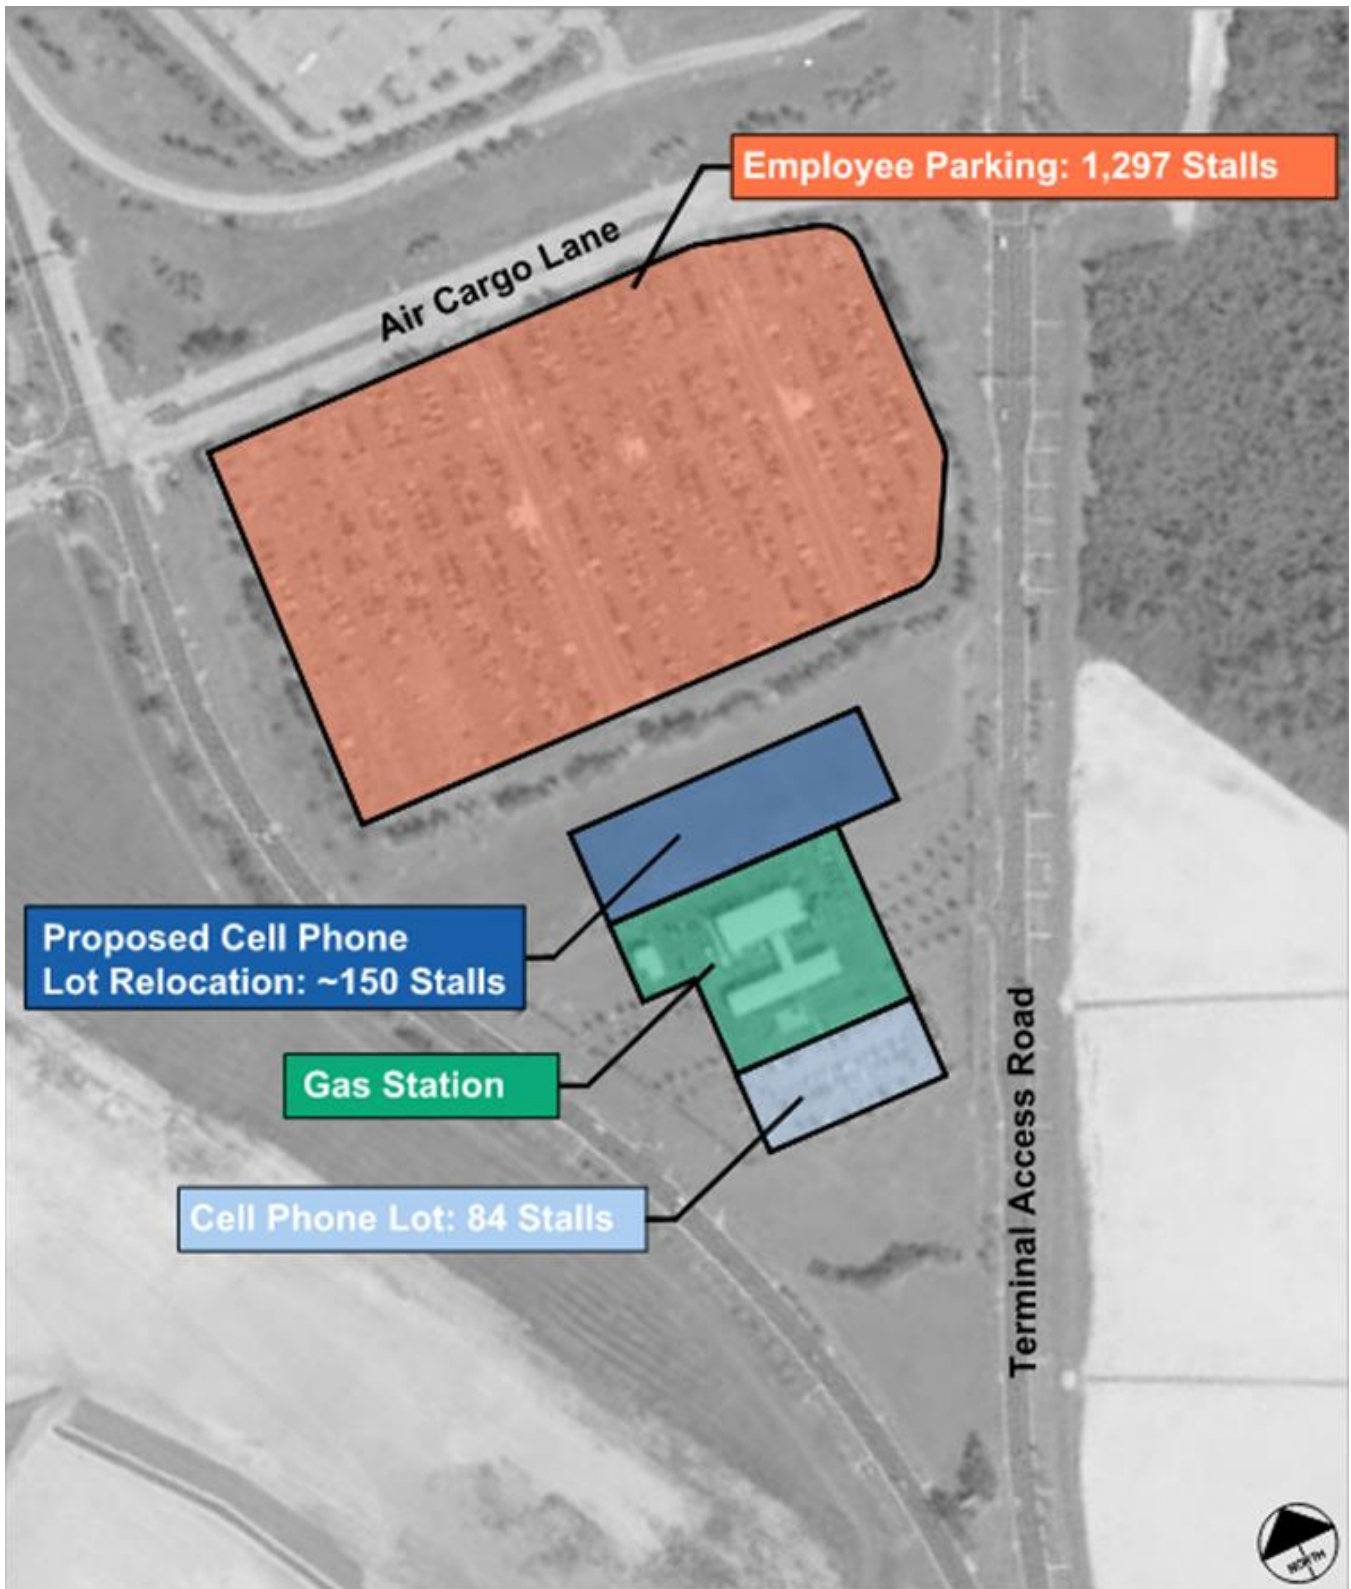 Employee Parking: 1,297 Stalls
Air Cargo Lane
Proposed Cell Phone
Lot Relocation: ~150 Stalls
Gas Station
Cell Phone Lot: 84 Stalls
Terminal Access Road
NORTH